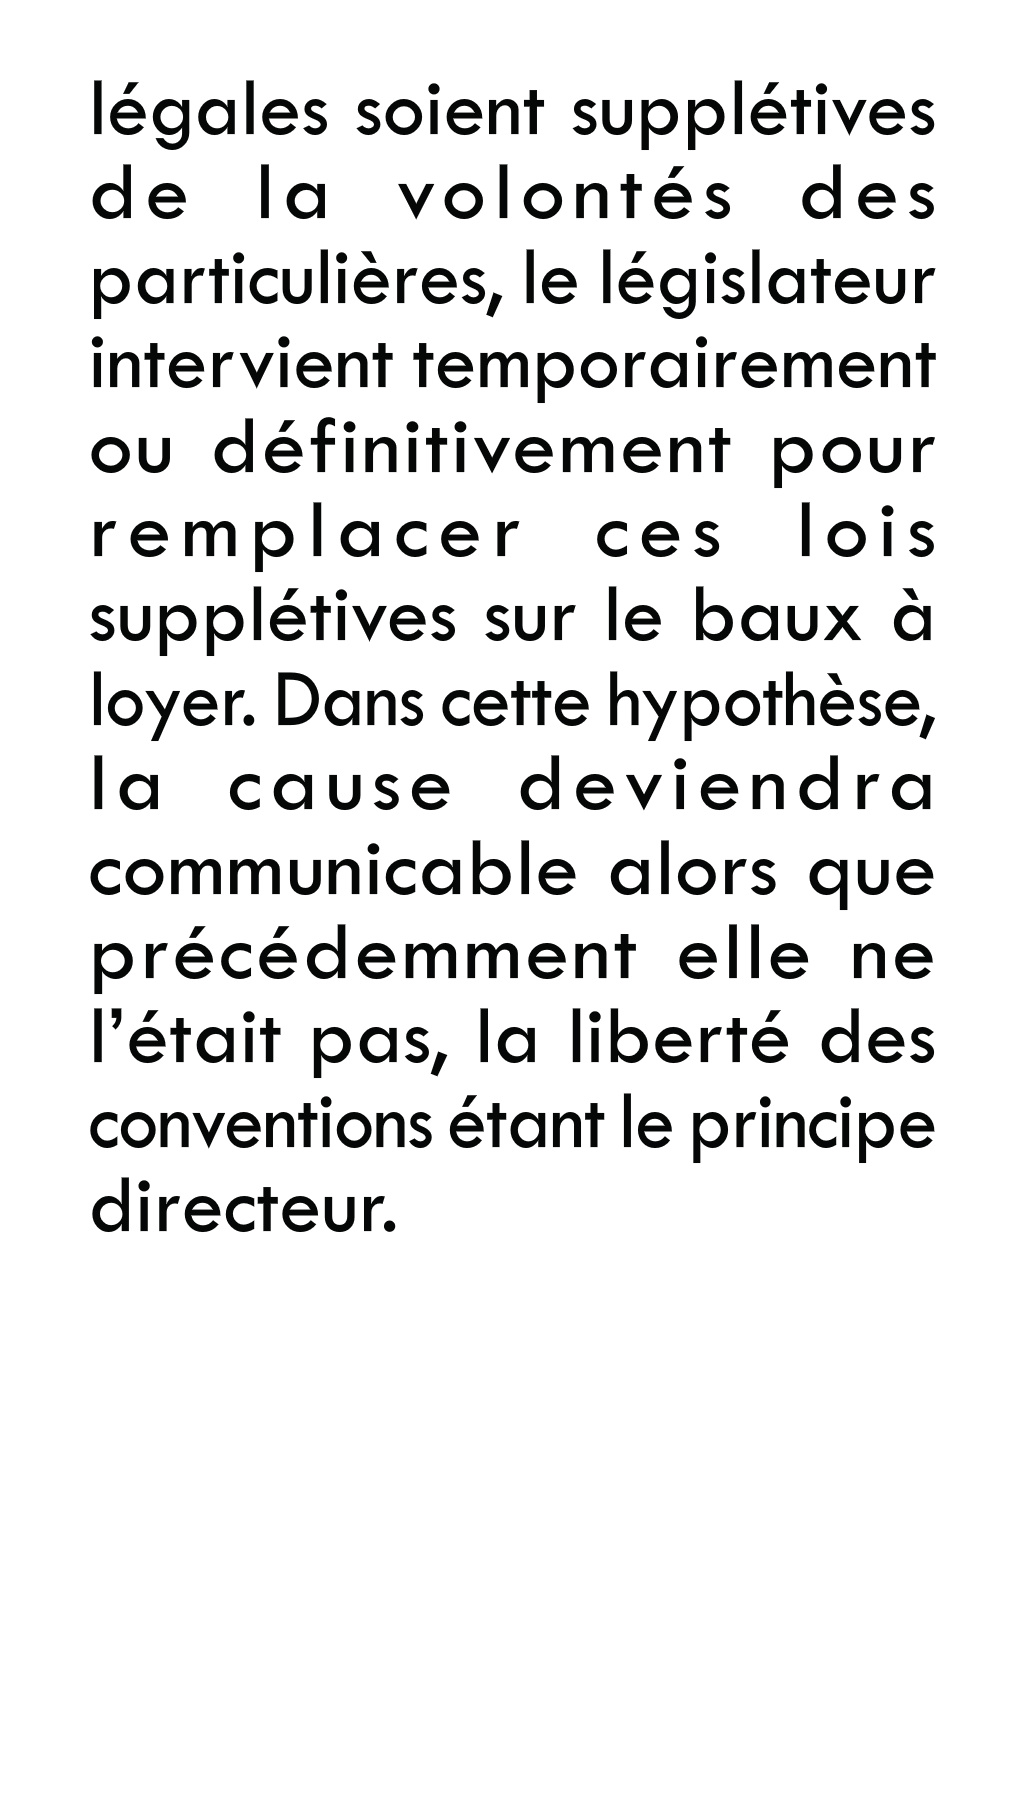 légales soient supplétives
de la volontés des
particulières, le législateur
intervient temporairement
ou définitivement pour
remplacer ces lois
supplétives sur le baux à
loyer. Dans cette hypothèse,
la cause deviendra
communicable alors que
précédemment elle ne
l’était pas, la liberté des
conventions étant le principe
directeur.